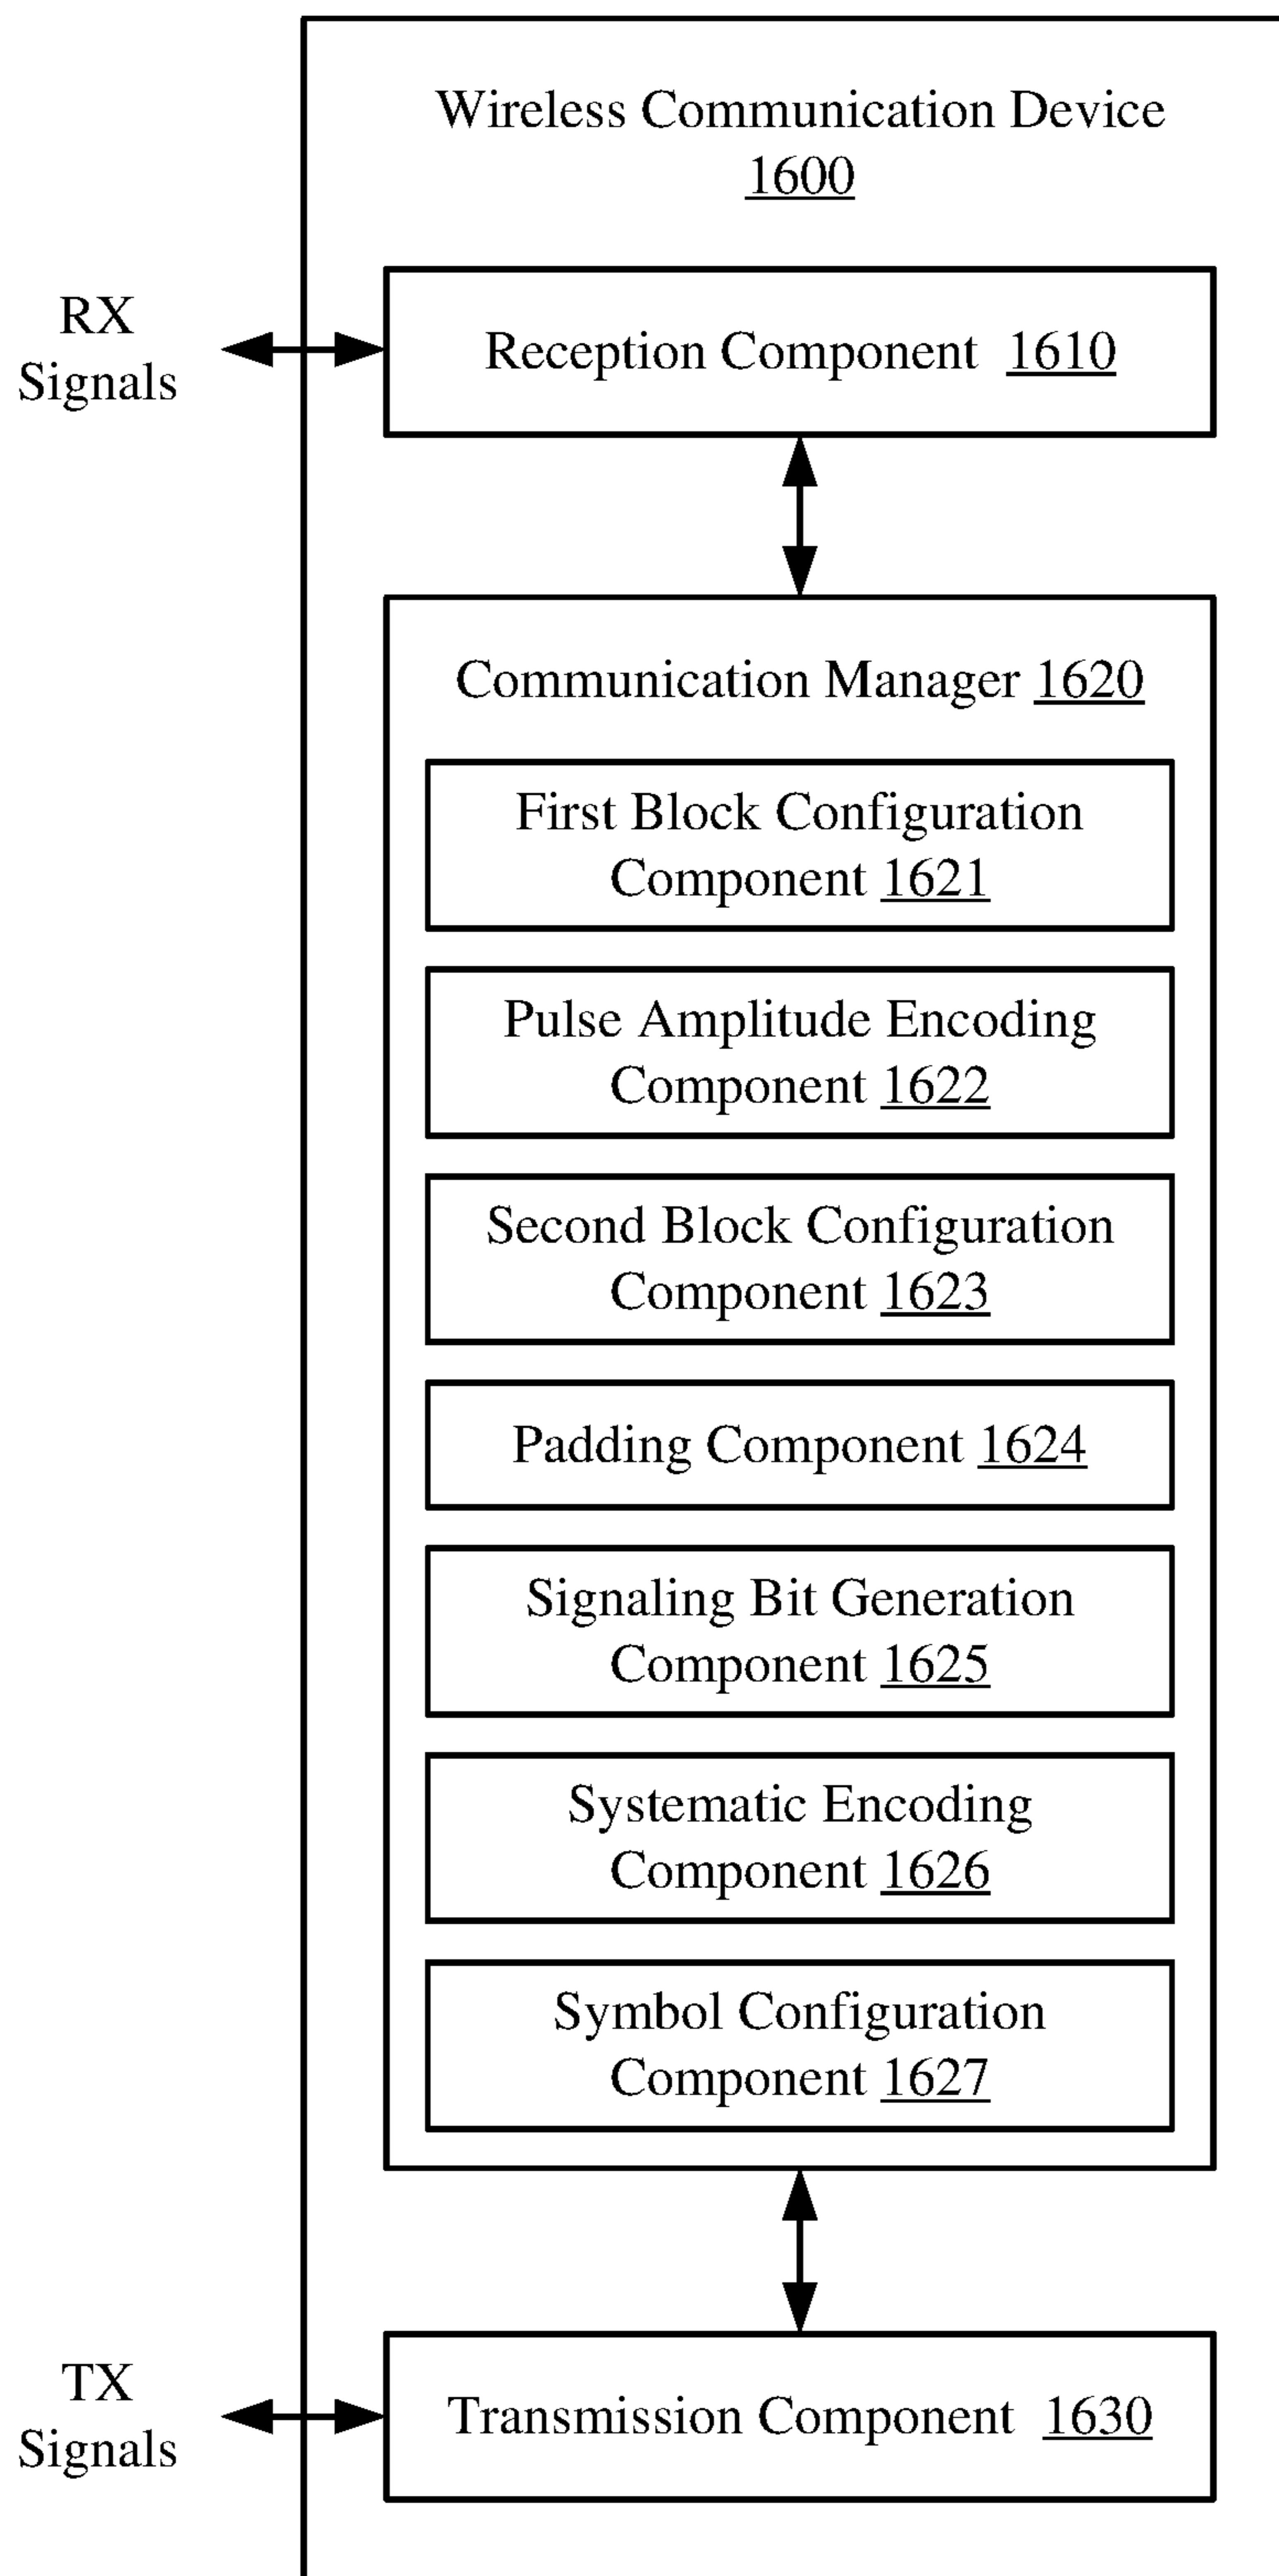 Wireless Communication Device
1600
RX
Signals
Reception Component 1610
Communication Manager 1620
First Block Configuration
Component 1621
Pulse Amplitude Encoding
Component 1622
Second Block Configuration
Component 1623
Padding Component 1624
Signaling Bit Generation
Component 1625
Systematic Encoding
Component 1626
Symbol Configuration
Component 1627
TX
Signals
Transmission Component 1630